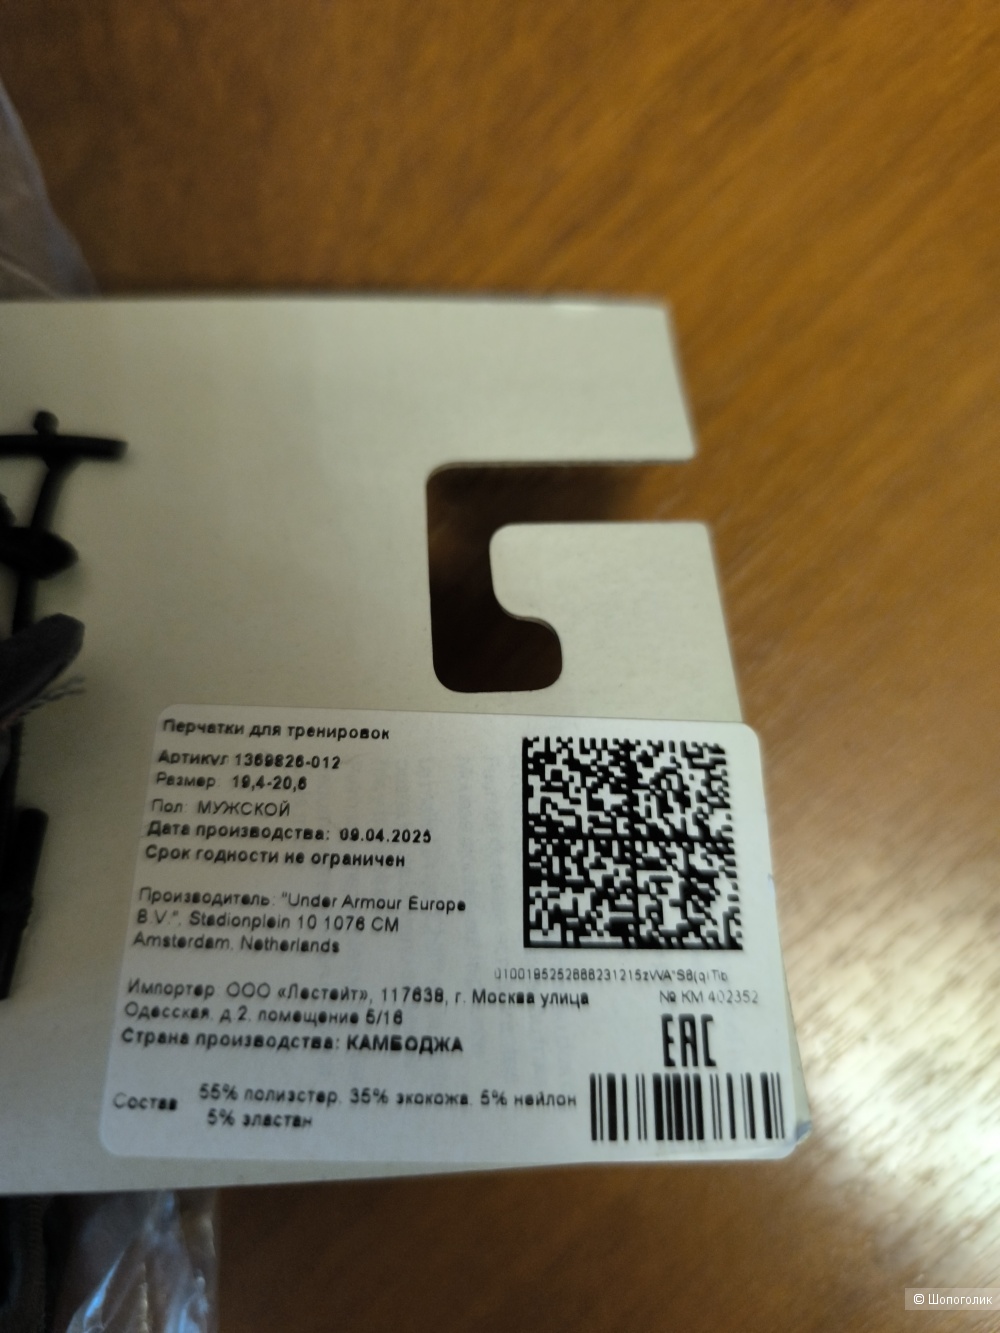 Перчатки для тренировок
Артикул 1369826-012
Размер: 19,4-20,6
Пол: МУЖСКОЙ
Дата производства: 09.04.2025
Срок годности не ограничен
Производитель: "Under Armour Europe
B.V.", Stadionplein 10 1076 CM
Amsterdam, Netherlands
№ КМ 402352
Импортер: ООО «Лестейт», 117638, г. Москва улица
Одесская, д 2, помещение 5/16
Страна производства: КАМБОДЖА
EAC
Состав 55% полиэстер, 35% экокожа, 5% нейлон
5% эластан
© Шопоголик